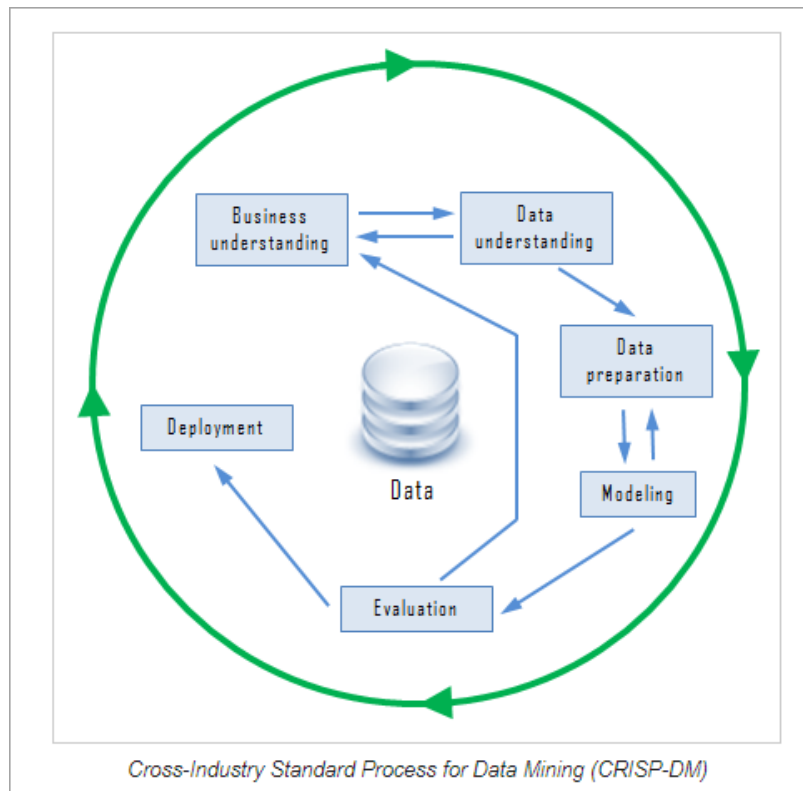 Business
understanding
Data
understanding
Data
preparation
Modeling
Evaluation
Deployment
Data
Cross-Industry Standard Process for Data Mining (CRISP-DM)